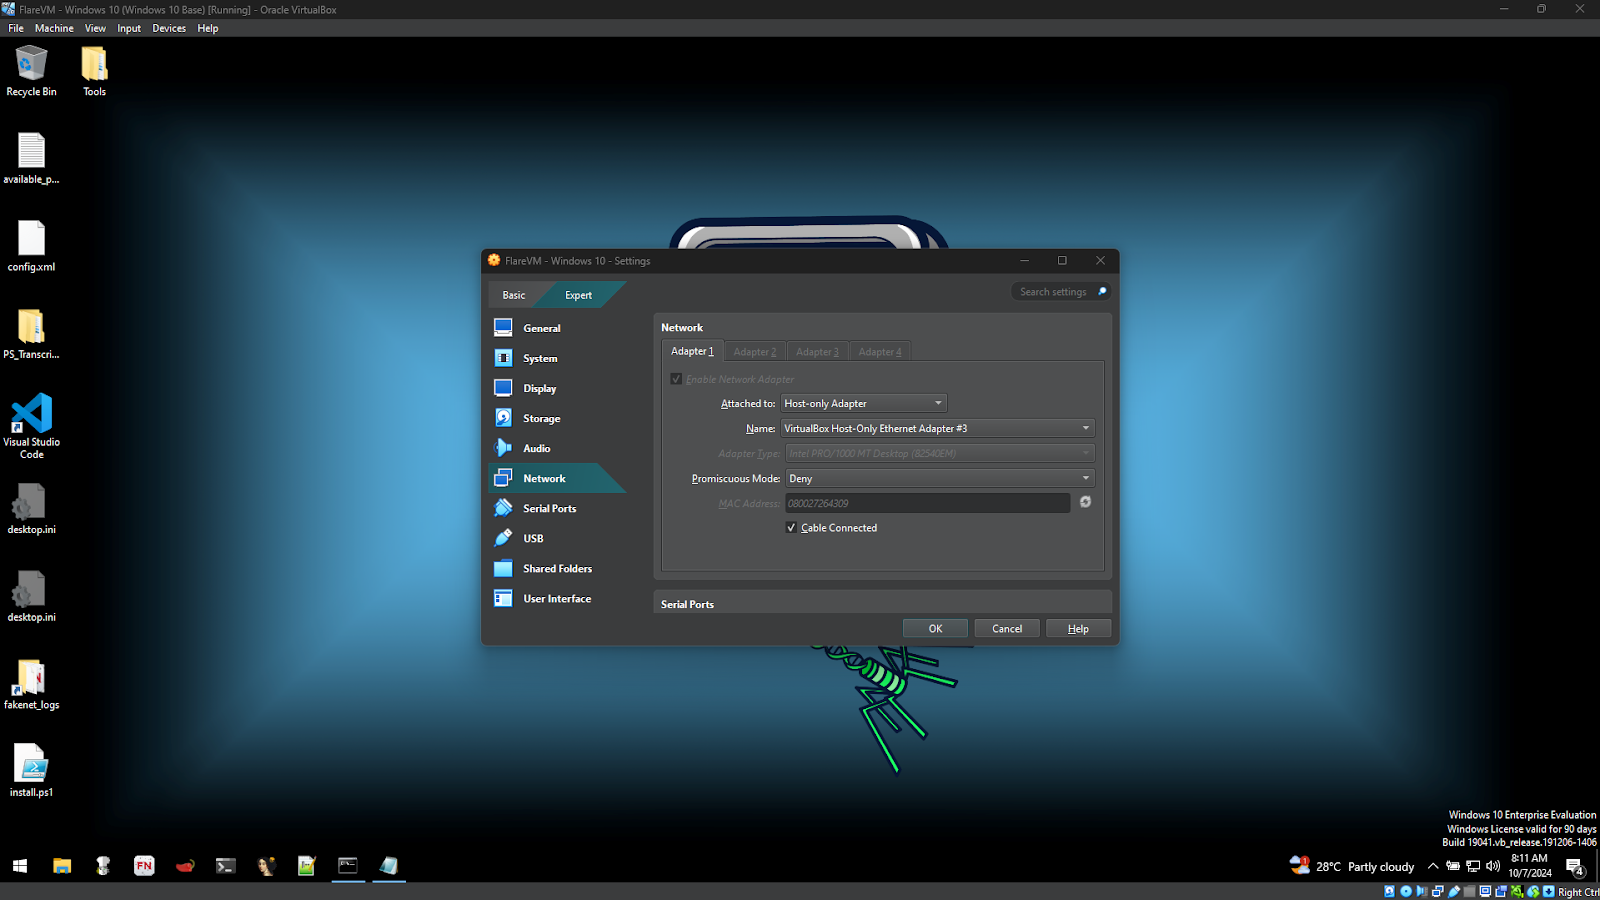 FlareVM - Windows 10 (Windows 10 Base) [Running] - Oracle VirtualBox
File Machine View Input Devices Help
Recycle Bin
Tools
available_p...
config.xml
PS_Transcri...
Visual Studio
Code
desktop.ini
desktop.ini
fakenet_logs
install.ps1
FlareVM - Windows 10 - Settings
Basic Expert
Search settings
General
System
Display
Storage
Audio
Network
Serial Ports
USB
Shared Folders
User Interface
Network
Adapter 1 Adapter 2 Adapter 3 Adapter 4
Enable Network Adapter
Attached to: Host-only Adapter
Name: VirtualBox Host-Only Ethernet Adapter #3
Adapter Type: Intel PRO/1000 MT Desktop (82540EM)
Promiscuous Mode: Deny
MAC Address: 080027264309
Cable Connected
Serial Ports
OK Cancel Help
Windows 10 Enterprise Evaluation
Windows License valid for 90 days
Build 19041.vb_release.191206-1406
FN
1
28°C Partly cloudy
8:11 AM
10/7/2024
4
Right Ctrl